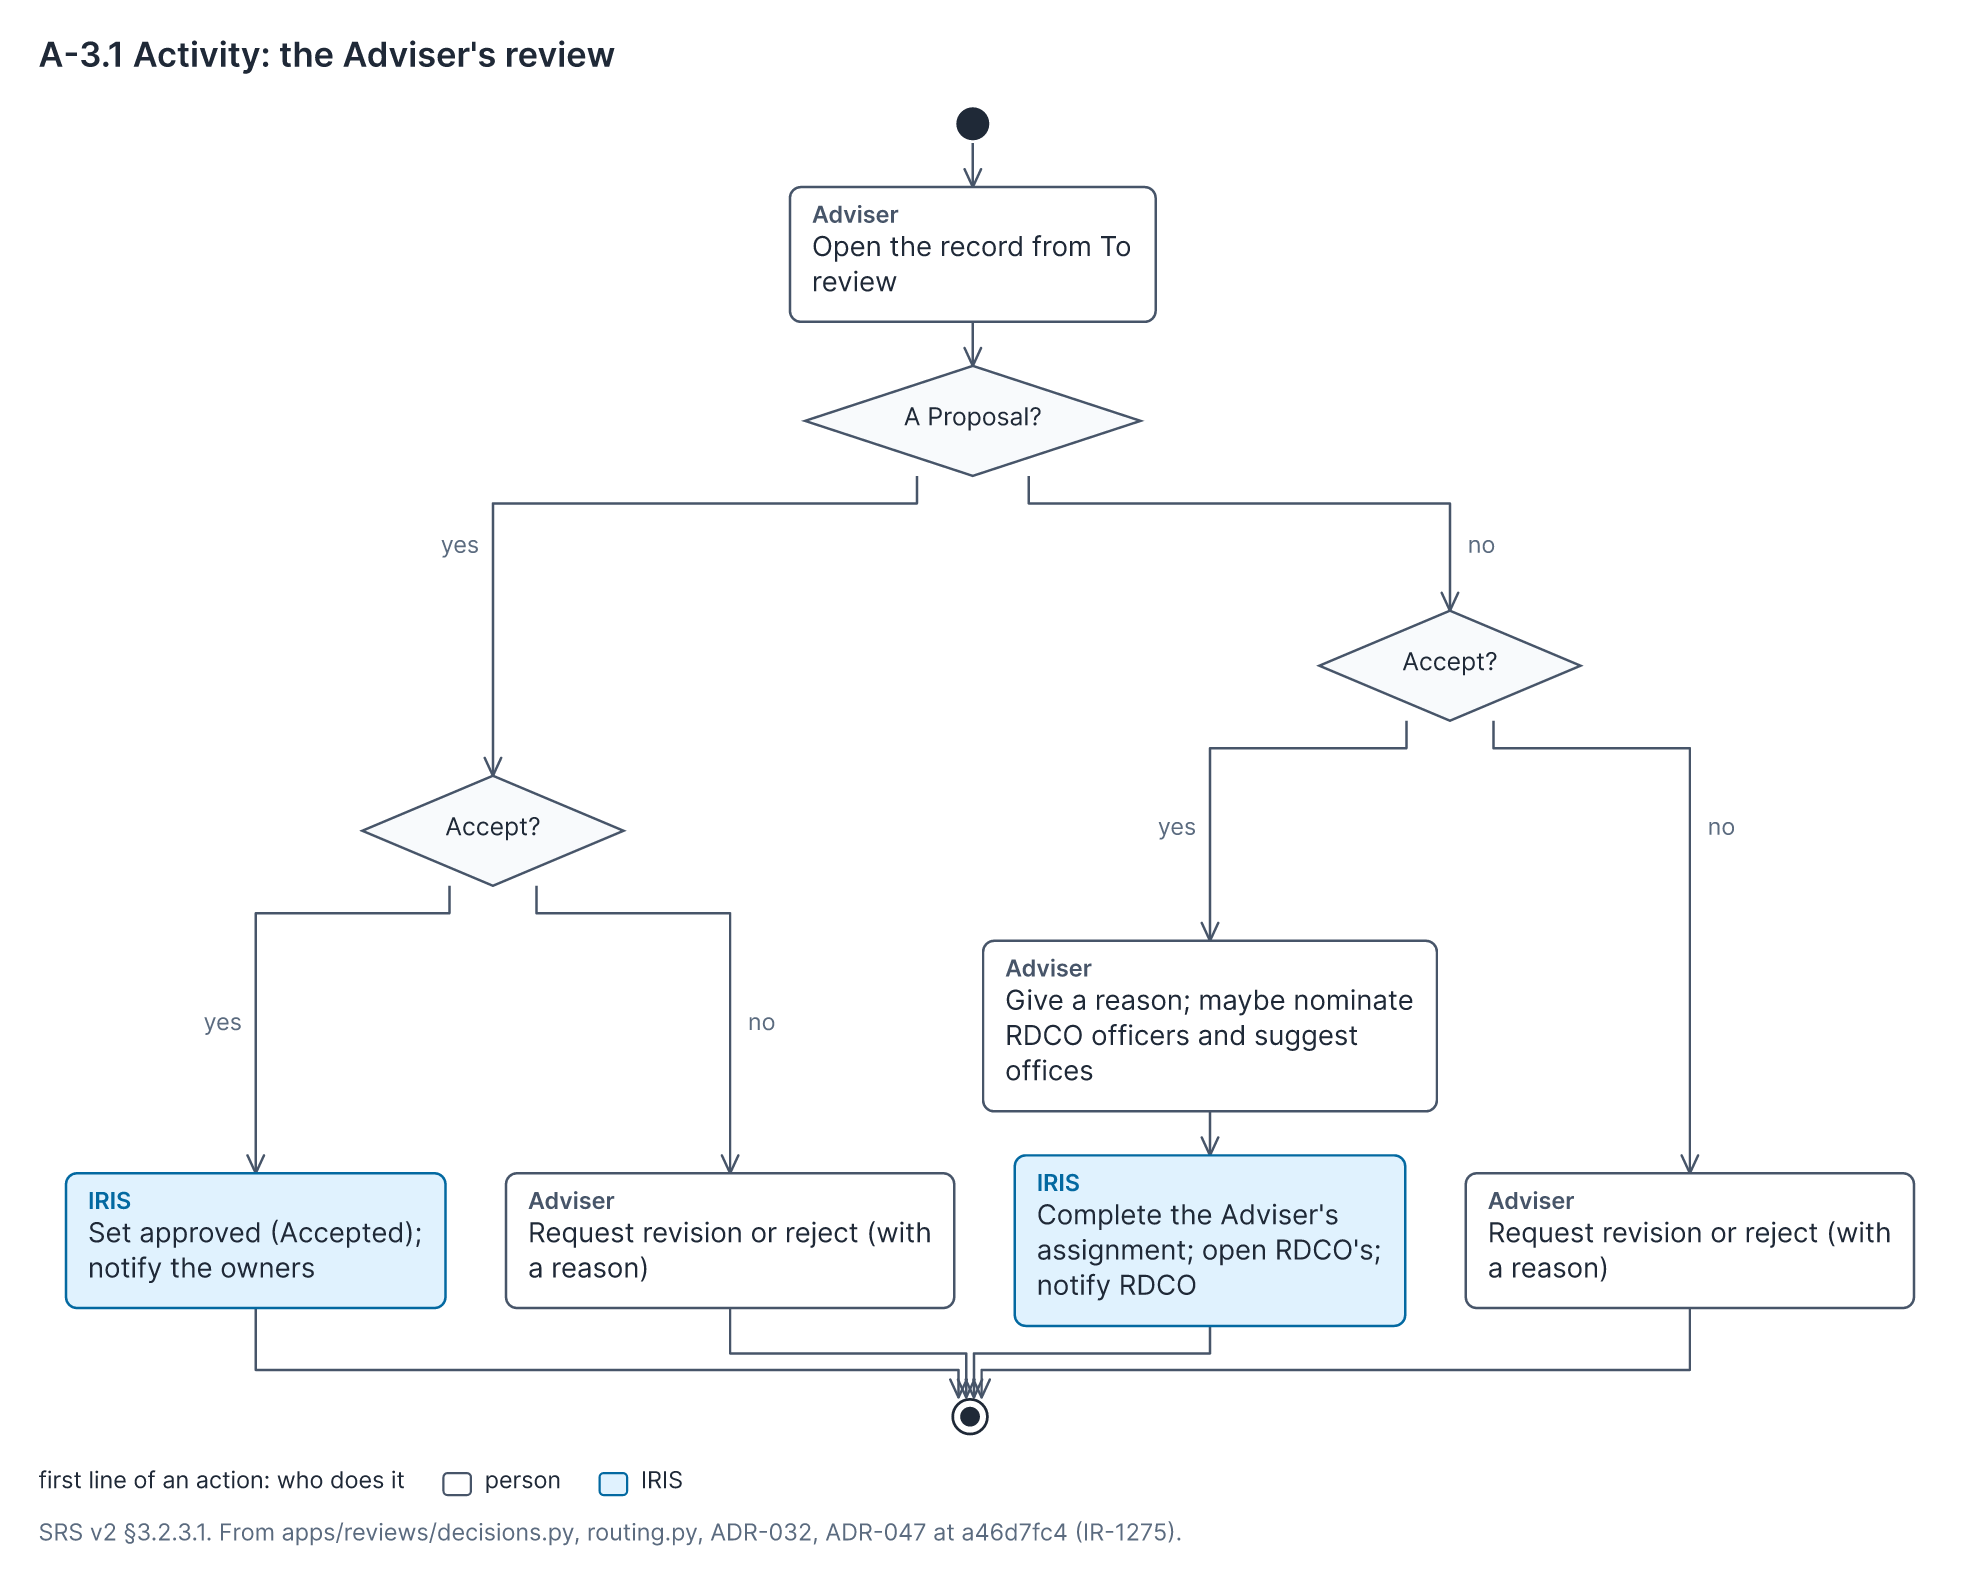 A-3.1 Activity: the Adviser's review
Adviser
Open the record from To
review
A Proposal?
yes
no
Accept?
Accept?
yes
no
yes
no
Adviser
Give a reason; maybe nominate
RDCO officers and suggest
offices
IRIS
Set approved (Accepted);
notify the owners
Adviser
Request revision or reject (with
a reason)
IRIS
Complete the Adviser's
assignment; open RDCO's;
notify RDCO
Adviser
Request revision or reject (with
a reason)
first line of an action: who does it
person
IRIS
SRS v2 §3.2.3.1. From apps/reviews/decisions.py, routing.py, ADR-032, ADR-047 at a46d7fc4 (IR-1275).